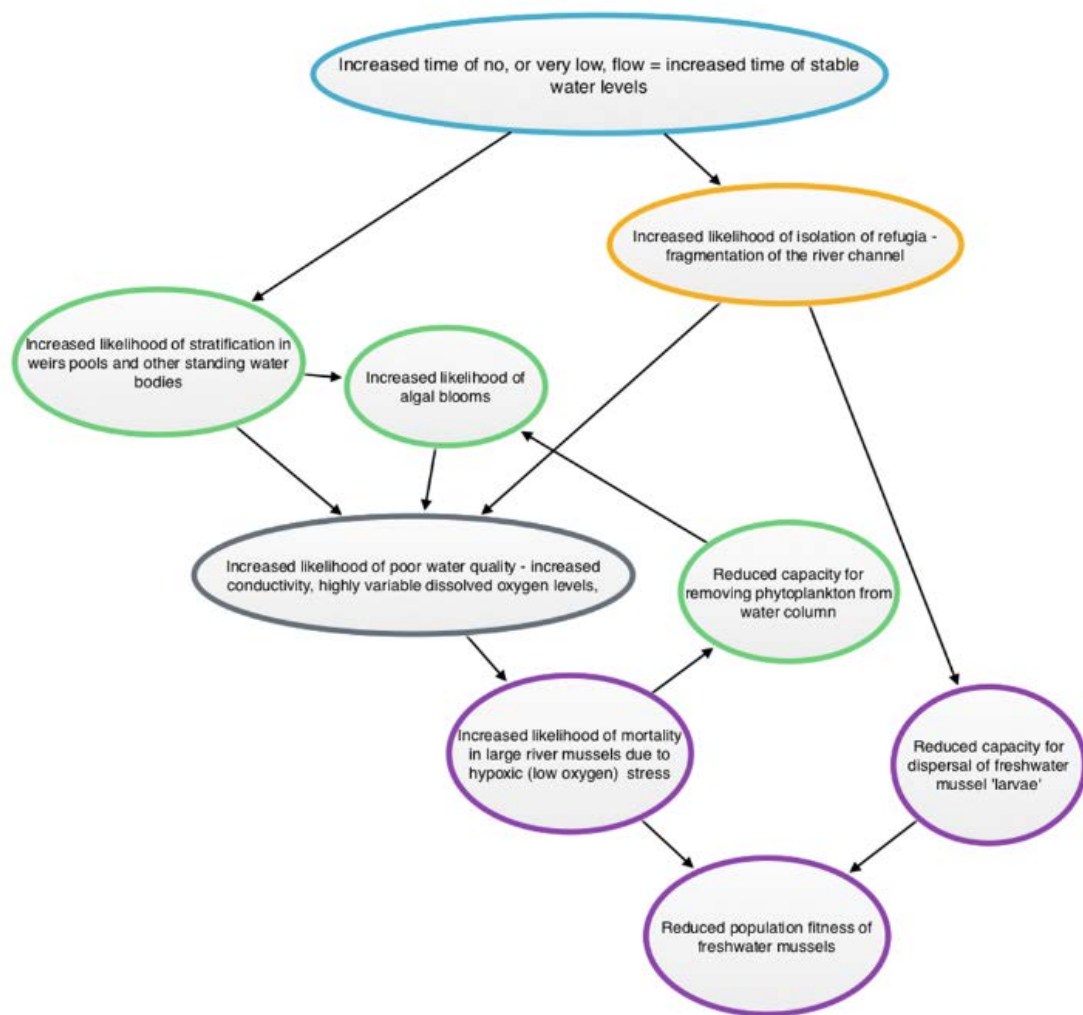 Increased time of no, or very low, flow = increased time of stable
water levels
Increased likelihood of isolation of refugia -
fragmentation of the river channel
Increased likelihood of stratification in
weirs pools and other standing water
bodies
Increased likelihood of
algal blooms
Increased likelihood of poor water quality - increased
conductivity, highly variable dissolved oxygen levels,
Reduced capacity for
removing phytoplankton from
water column
Increased likelihood of mortality
in large river mussels due to
hypoxic (low oxygen) stress
Reduced capacity for
dispersal of freshwater
mussel 'larvae'
Reduced population fitness of
freshwater mussels